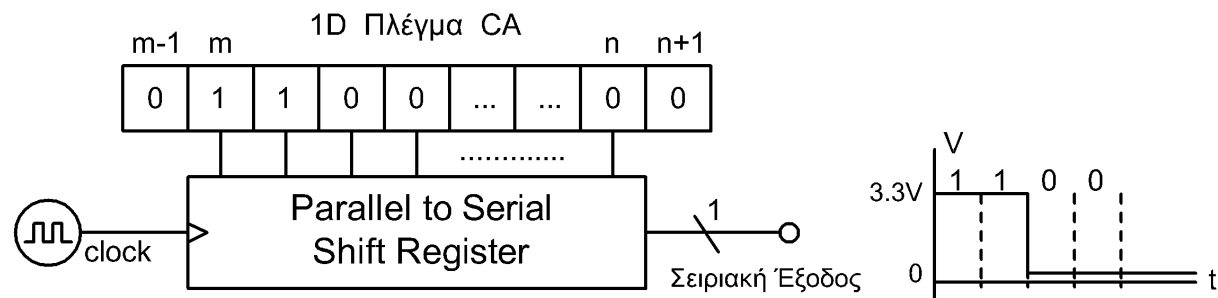 1D Πλέγμα CA
m-1 m n n+1
0 1 1 0 0 ... ... 0 0
.............
Parallel to Serial
Shift Register
clock
1
Σειριακή Έξοδος
V
3.3V 1 1 0 0
0 t